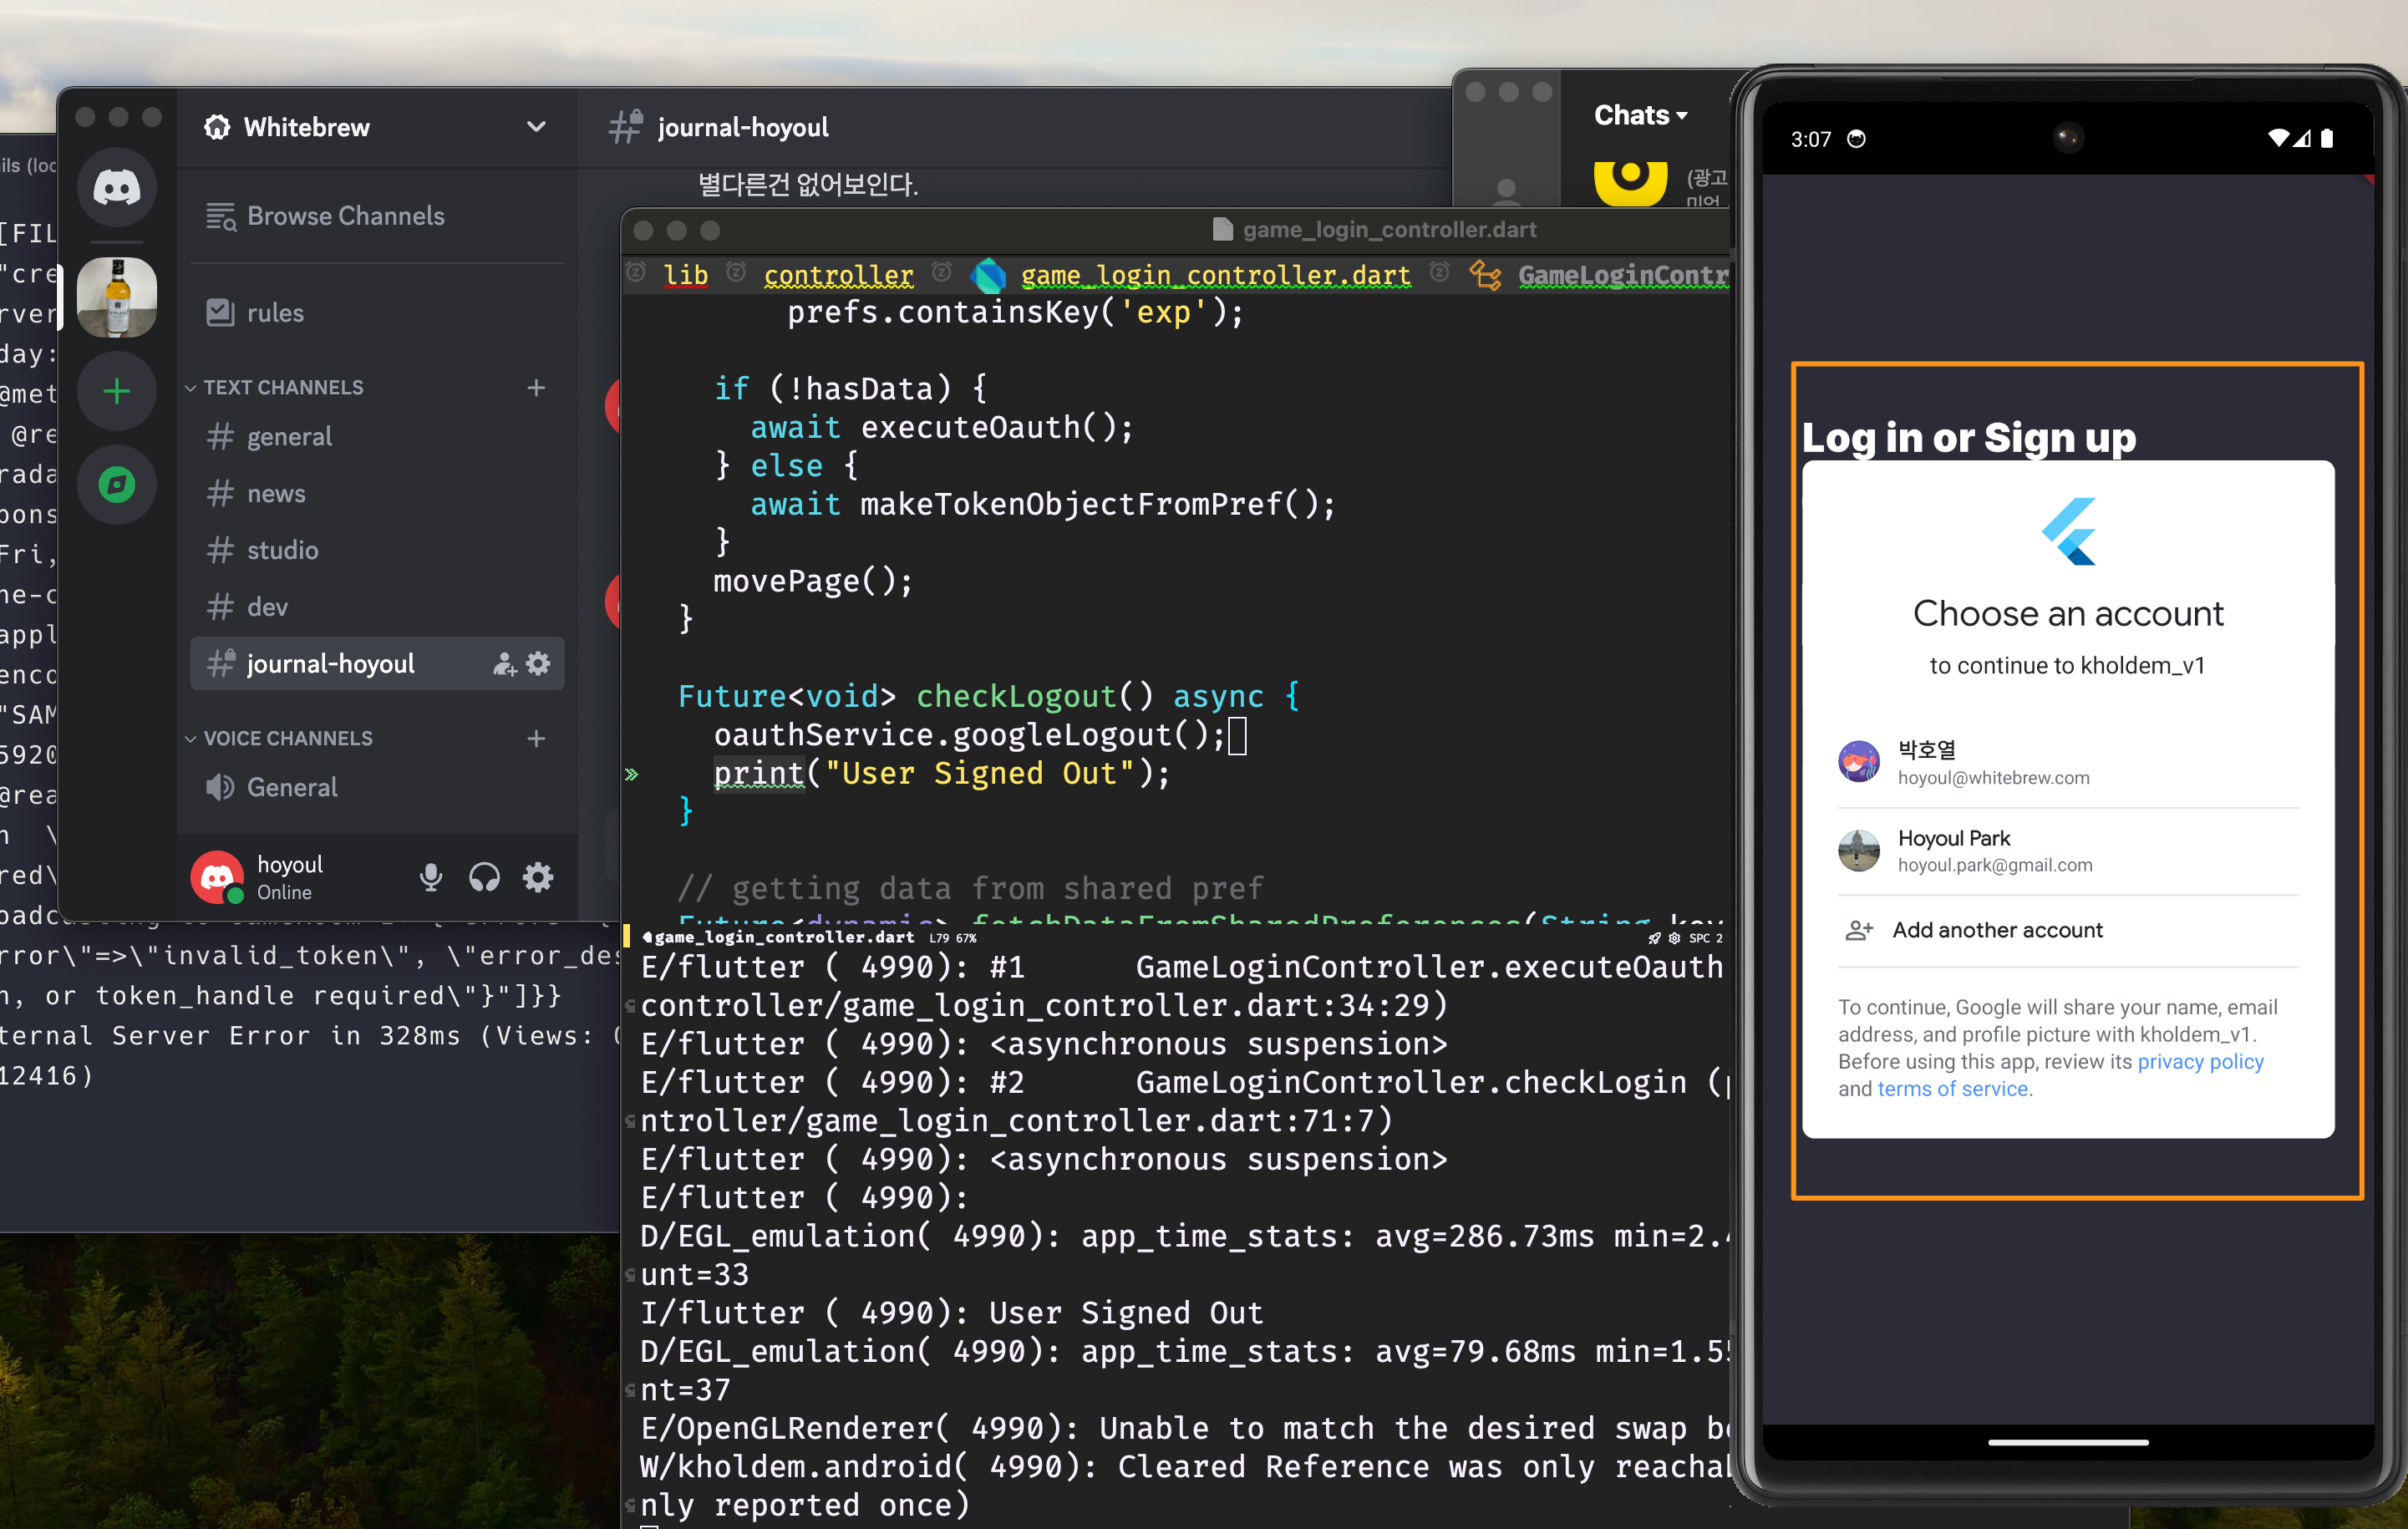 ils (loc
[FIL
"cre
rver
day:
@met
@re
rada
pons
Fri,
ne-c
appl
enco
"SAM
5920
@rea
n \
red\
rror\"=>\"invalid_token\", \"error_des
n, or token_handle required\"}"]}}
ternal Server Error in 328ms (Views: 0
12416)
Whitebrew
Browse Channels
rules
TEXT CHANNELS
general
news
studio
dev
journal-hoyoul
VOICE CHANNELS
General
hoyoul
Online
journal-hoyoul
별다른건 없어보인다.
Chats
(광고
game_login_controller.dart
lib controller game_login_controller.dart GameLoginContr
prefs.containsKey('exp');
if (!hasData) {
await executeOauth();
} else {
await makeTokenObjectFromPref();
}
movePage();
}
Future<void> checkLogout() async {
oauthService.googleLogout();
print("User Signed Out");
}
// getting data from shared pref
Future<dynamic> fetchDataFromSharedPreferences(String key
game_login_controller.dart L79 67% SPC 2
E/flutter ( 4990): #1 GameLoginController.executeOauth
controller/game_login_controller.dart:34:29)
E/flutter ( 4990): <asynchronous suspension>
E/flutter ( 4990): #2 GameLoginController.checkLogin (p
ntroller/game_login_controller.dart:71:7)
E/flutter ( 4990): <asynchronous suspension>
E/flutter ( 4990):
D/EGL_emulation( 4990): app_time_stats: avg=286.73ms min=2.4
unt=33
I/flutter ( 4990): User Signed Out
D/EGL_emulation( 4990): app_time_stats: avg=79.68ms min=1.55
nt=37
E/OpenGLRenderer( 4990): Unable to match the desired swap be
W/kholdem.android( 4990): Cleared Reference was only reachab
nly reported once)
3:07
Log in or Sign up
Choose an account
to continue to kholdem_v1
박호열
hoyoul@whitebrew.com
Hoyoul Park
hoyoul.park@gmail.com
Add another account
To continue, Google will share your name, email
address, and profile picture with kholdem_v1.
Before using this app, review its privacy policy
and terms of service.